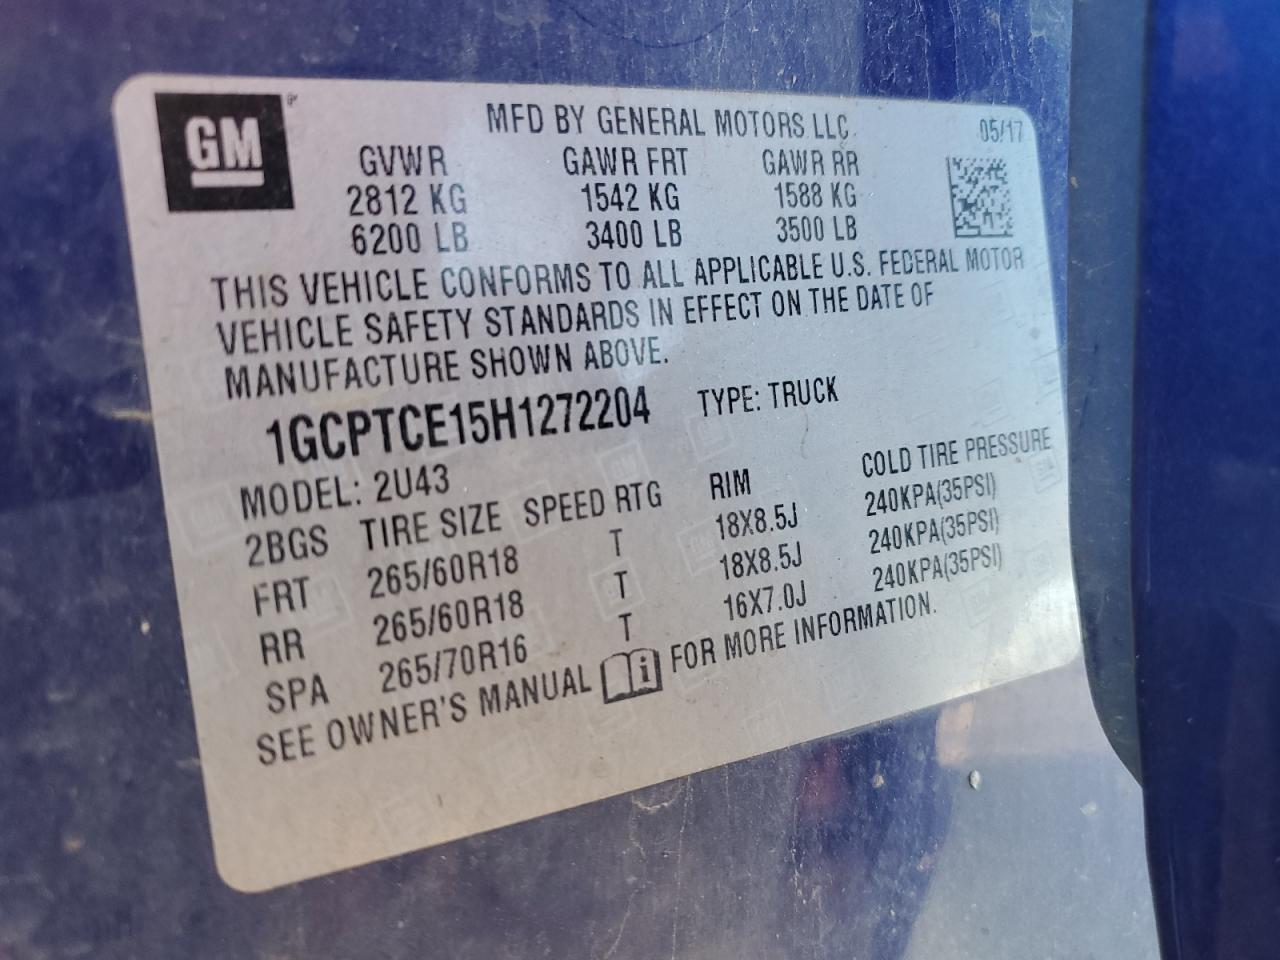 GM
MFD BY GENERAL MOTORS LLC
05/17
GVWR GAWR FRT GAWR RR
2812 KG 1542 KG 1588 KG
6200 LB 3400 LB 3500 LB
THIS VEHICLE CONFORMS TO ALL APPLICABLE U.S. FEDERAL MOTOR
VEHICLE SAFETY STANDARDS IN EFFECT ON THE DATE OF
MANUFACTURE SHOWN ABOVE.
1GCPTCE15H1272204 TYPE: TRUCK
MODEL: 2U43
2BGS TIRE SIZE SPEED RTG RIM COLD TIRE PRESSURE
FRT 265/60R18 T 18X8.5J 240KPA(35PSI)
RR 265/60R18 T 18X8.5J 240KPA(35PSI)
SPA 265/70R16 T 16X7.0J 240KPA(35PSI)
SEE OWNER'S MANUAL i FOR MORE INFORMATION.